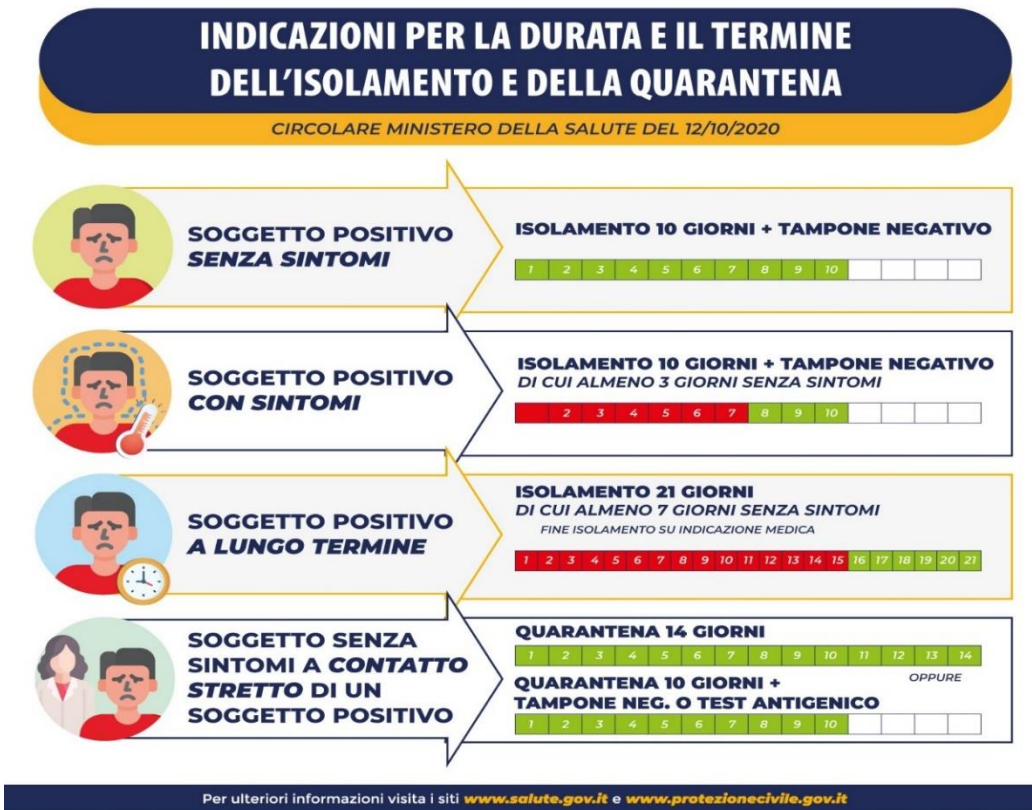 INDICAZIONI PER LA DURATA E IL TERMINE
DELL'ISOLAMENTO E DELLA QUARANTENA
CIRCOLARE MINISTERO DELLA SALUTE DEL 12/10/2020
SOGGETTO POSITIVO
SENZA SINTOMI
ISOLAMENTO 10 GIORNI + TAMPONE NEGATIVO
1 2 3 4 5 6 7 8 9 10
SOGGETTO POSITIVO
CON SINTOMI
ISOLAMENTO 10 GIORNI + TAMPONE NEGATIVO
DI CUI ALMENO 3 GIORNI SENZA SINTOMI
2 3 4 5 6 7 8 9 10
SOGGETTO POSITIVO
A LUNGO TERMINE
ISOLAMENTO 21 GIORNI
DI CUI ALMENO 7 GIORNI SENZA SINTOMI
FINE ISOLAMENTO SU INDICAZIONE MEDICA
1 2 3 4 5 6 7 8 9 10 11 12 13 14 15 16 17 18 19 20 21
SOGGETTO SENZA
SINTOMI A CONTATTO
STRETTO DI UN
SOGGETTO POSITIVO
QUARANTENA 14 GIORNI
1 2 3 4 5 6 7 8 9 10 11 12 13 14
OPPURE
QUARANTENA 10 GIORNI +
TAMPONE NEG. O TEST ANTIGENICO
1 2 3 4 5 6 7 8 9 10
Per ulteriori informazioni visita i siti www.salute.gov.it e www.protezionecivile.gov.it